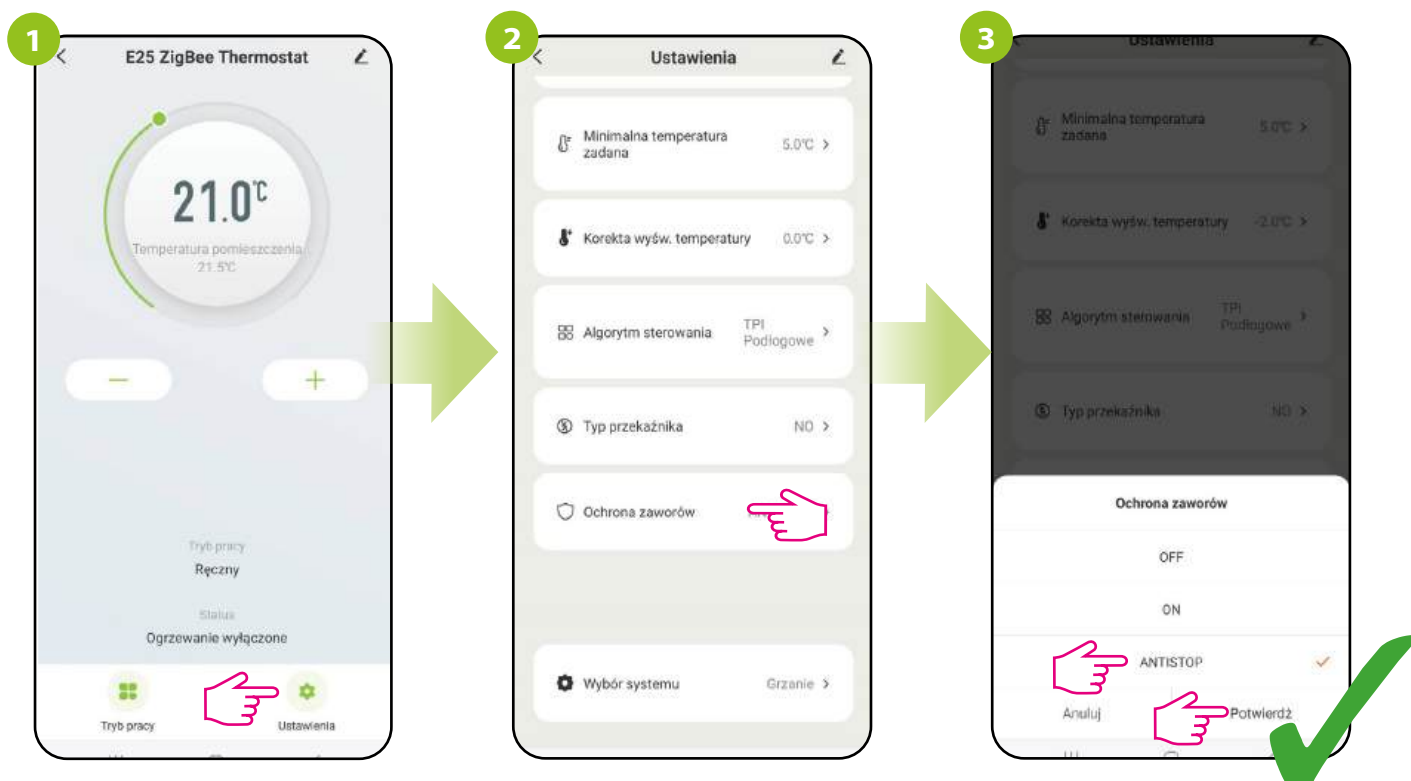 1
E25 ZigBee Thermostat
21.0℃
Temperatura pomieszczenia
21.5℃
Tryb pracy
Ręczny
Status
Ogrzewanie wyłączone
Tryb pracy
Ustawienia
2
Ustawienia
Minimalna temperatura
zadana
5.0℃
Korekta wyśw. temperatury
0.0℃
Algorytm sterowania
TPI
Podłogowe
Typ przekaźnika
NO
Ochrona zaworów
Wybór systemu
Grzanie
3
Ustawienia
Minimalna temperatura
zadana
5.0℃
Korekta wyśw. temperatury
-2.0℃
Algorytm sterowania
TPI
Podłogowe
Typ przekaźnika
NO
Ochrona zaworów
OFF
ON
ANTISTOP
Anuluj
Potwierdź